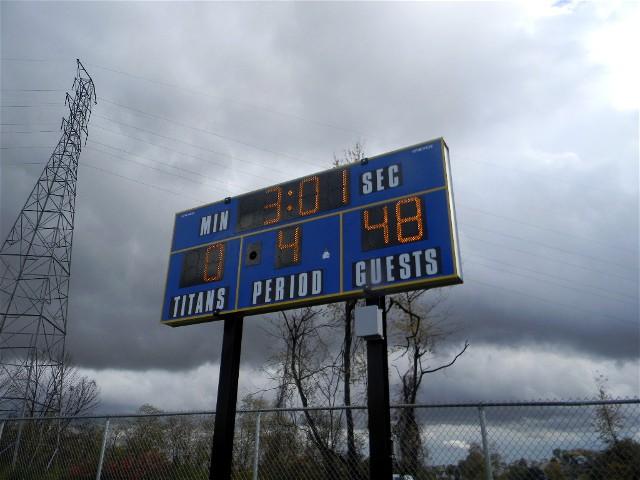 MIN 3:01 SEC
0 4 48
TITANS PERIOD GUESTS